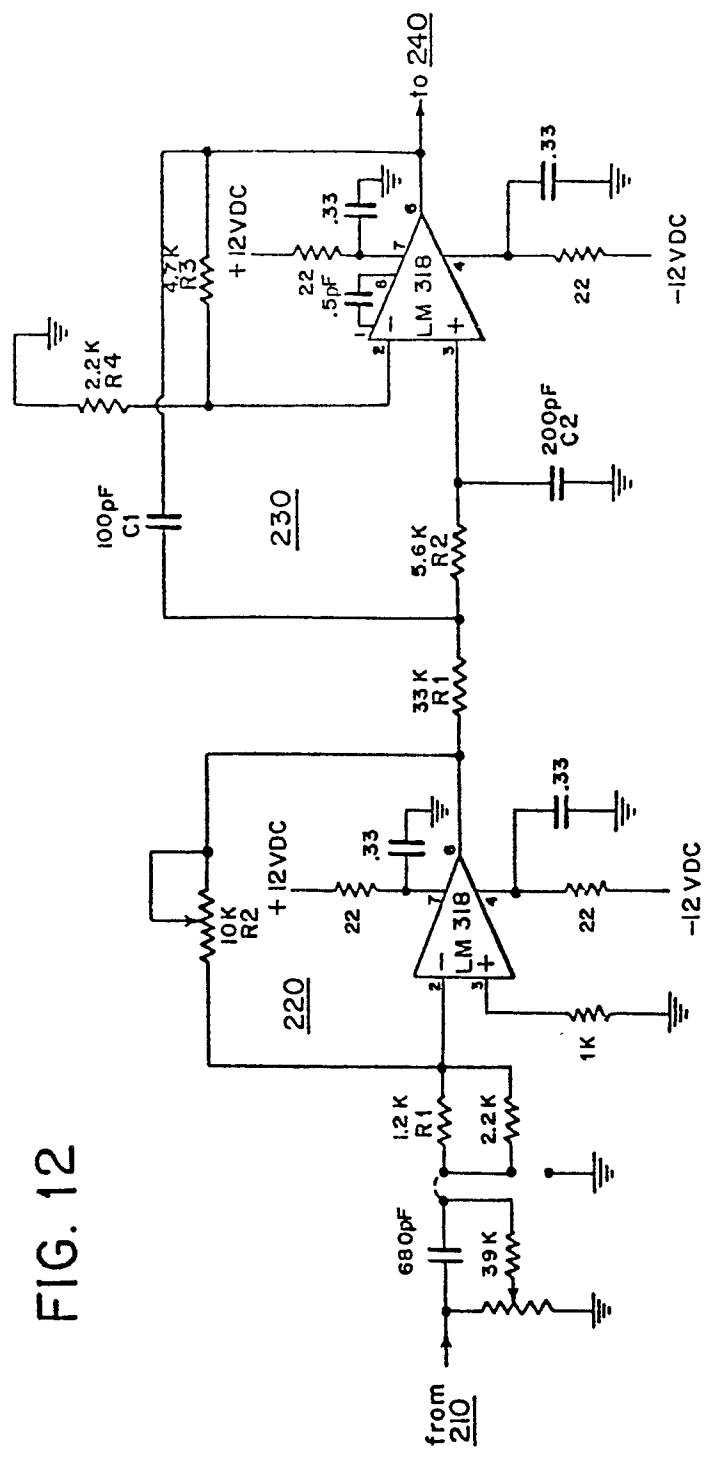 FIG. 12
from
210
680pF
39K
1.2K
R1
2.2K
220
10K
R2
2
3
LM 318
−
+
7
4
6
1K
+12VDC
22
.33
22
.33
−12VDC
33K
R1
5.6K
R2
230
100pF
C1
200pF
C2
2.2K
R4
4.7K
R3
2
3
1
8
.5pF
LM 318
−
+
7
4
6
+12VDC
22
.33
22
.33
−12VDC
to 240